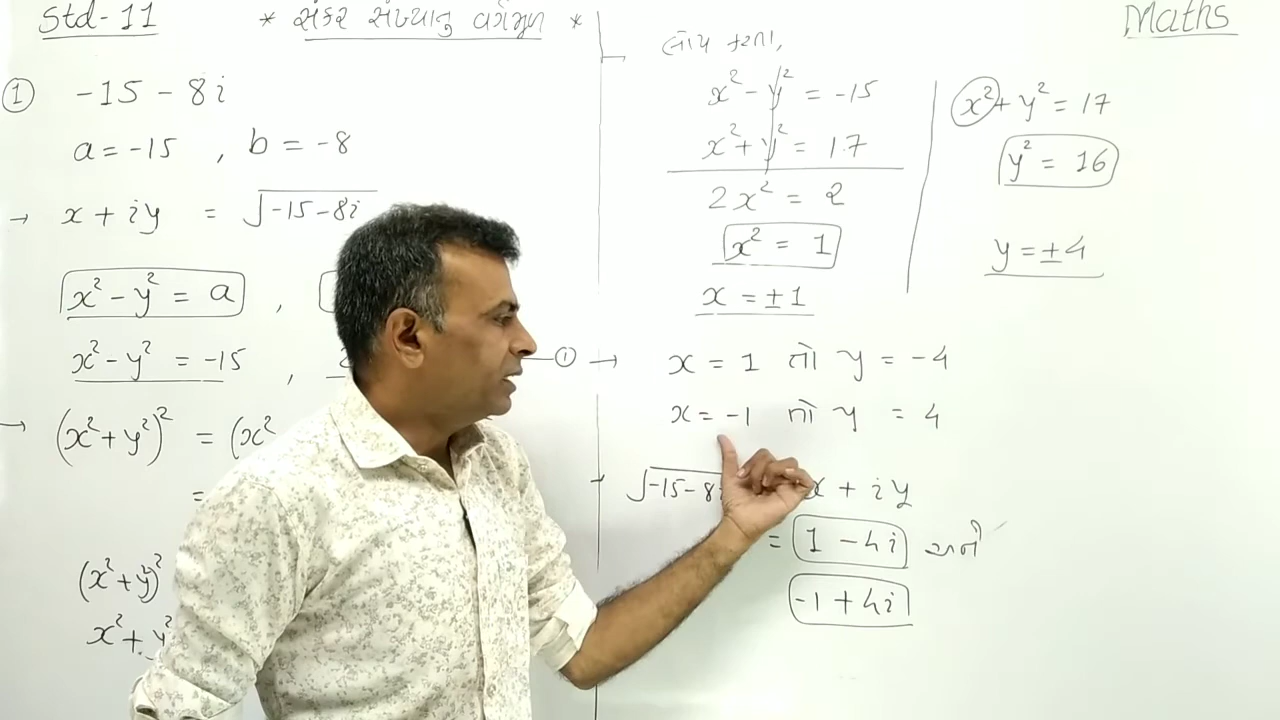 Std-11
* સંકર સંખ્યાનું વર્ગમૂળ *
Maths
① -15 - 8i
a = -15 , b = -8
→ x + iy = √-15-8i
x² - y² = a ,
x² - y² = -15 , 2
→ (x² + y²)² = (x²
=
(x² + y²)²
x² + y²
x² - y² = -15
x² + y² = 17
2x² = 2
x² = 1
x = ±1
x² + y² = 17
y² = 16
y = ±4
① → x = 1 તો y = -4
x = -1 તો y = 4
√-15-8i x + iy
= 1 - 4i અને
-1 + 4i